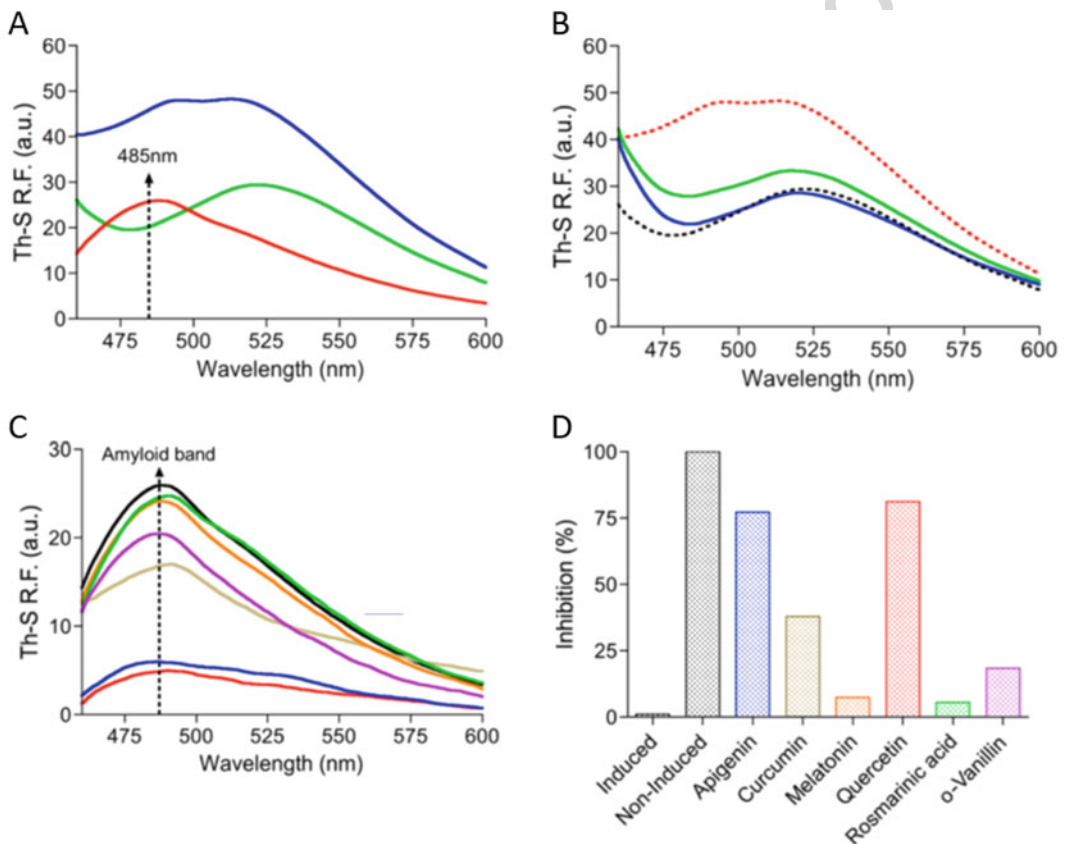 A
60
50
40
30
20
10
0
Th-S R.F. (a.u.)
485nm
475
500
525
550
575
600
Wavelength (nm)
B
60
50
40
30
20
10
0
Th-S R.F. (a.u.)
475
500
525
550
575
600
Wavelength (nm)
C
30
20
10
0
Th-S R.F. (a.u.)
Amyloid band
475
500
525
550
575
600
Wavelength (nm)
D
100
75
50
25
0
Inhibition (%)
Induced
Non-Induced
Apigenin
Curcumin
Melatonin
Quercetin
Rosmarinic acid
o-Vanillin